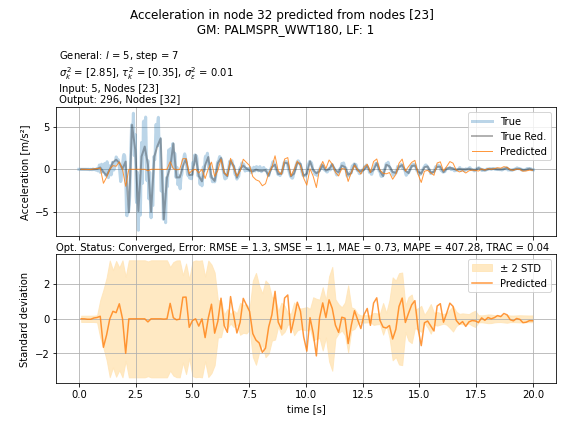 Acceleration in node 32 predicted from nodes [23]
GM: PALMSPR_WWT180, LF: 1
General: l = 5, step = 7
σ²ₖ = [2.85], τ²ₖ = [0.35], σ²ε = 0.01
Input: 5, Nodes [23]
Output: 296, Nodes [32]
Acceleration [m/s²]
5
0
−5
True
True Red.
Predicted
Opt. Status: Converged, Error: RMSE = 1.3, SMSE = 1.1, MAE = 0.73, MAPE = 407.28, TRAC = 0.04
Standard deviation
2
0
−2
± 2 STD
Predicted
0.0 2.5 5.0 7.5 10.0 12.5 15.0 17.5 20.0
time [s]